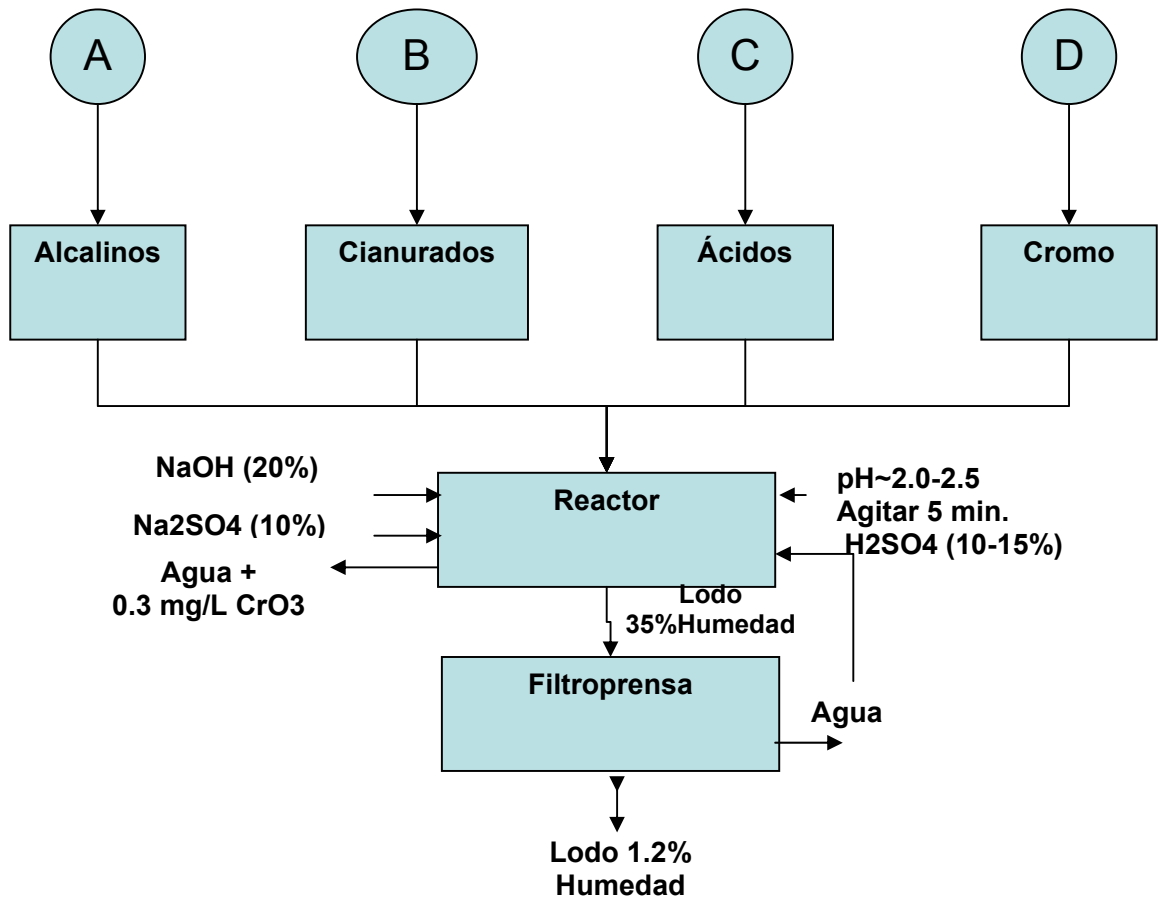 A
B
C
D
Alcalinos
Cianurados
Ácidos
Cromo
NaOH (20%)
Na2SO4 (10%)
Agua +
0.3 mg/L CrO3
Reactor
pH~2.0-2.5
Agitar 5 min.
H2SO4 (10-15%)
Lodo
35%Humedad
Filtroprensa
Agua
Lodo 1.2%
Humedad